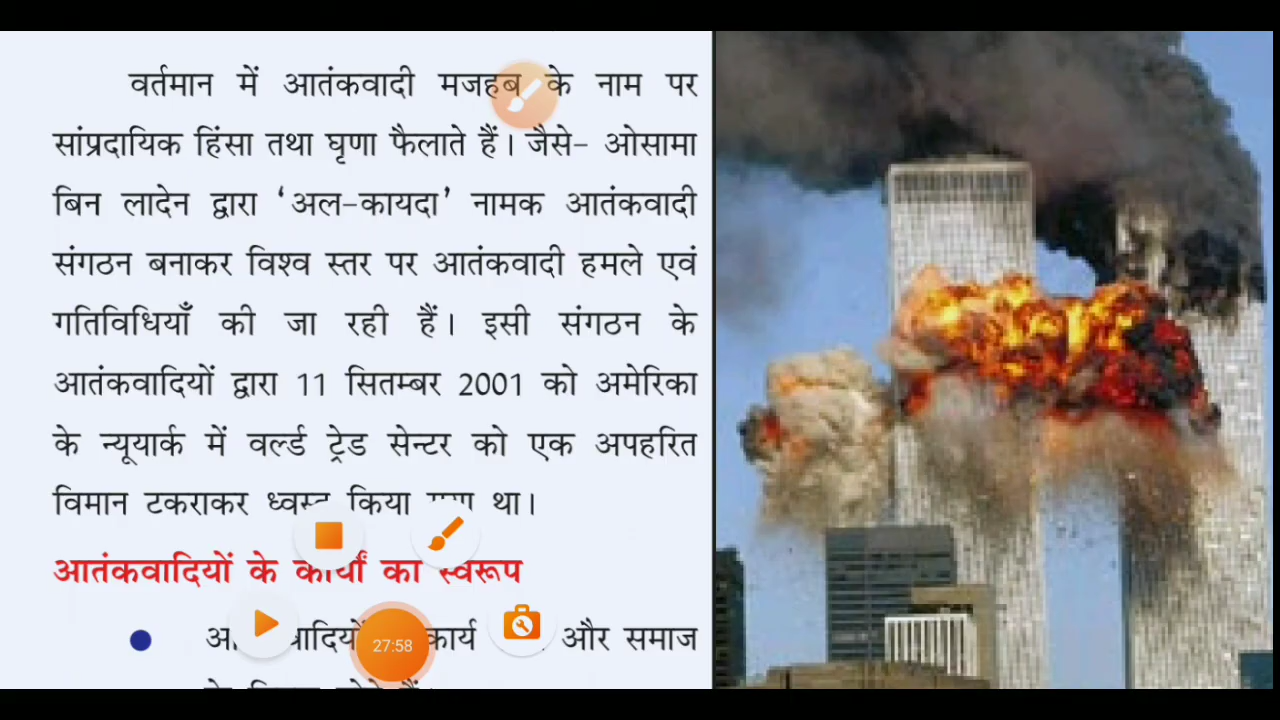 वर्तमान में आतंकवादी मजहब के नाम पर
सांप्रदायिक हिंसा तथा घृणा फैलाते हैं। जैसे- ओसामा
बिन लादेन द्वारा ‘अल-कायदा’ नामक आतंकवादी
संगठन बनाकर विश्व स्तर पर आतंकवादी हमले एवं
गतिविधियाँ की जा रही हैं। इसी संगठन के
आतंकवादियों द्वारा 11 सितम्बर 2001 को अमेरिका
के न्यूयार्क में वर्ल्ड ट्रेड सेन्टर को एक अपहरित
विमान टकराकर ध्वस्त किया गया था।
आतंकवादियों के कार्यों का स्वरूप
कार्य और समाज
27:58